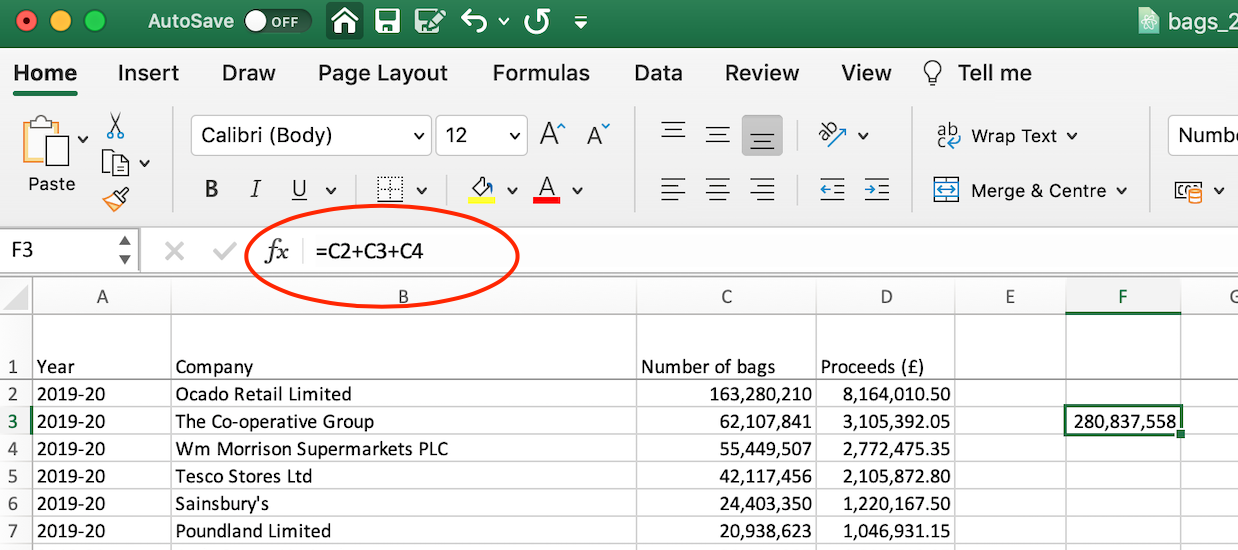 AutoSave OFF bags_2
Home Insert Draw Page Layout Formulas Data Review View Tell me
Paste Calibri (Body) 12 A A ab Wrap Text Numb
B I U A Merge & Centre
F3 fx =C2+C3+C4
A B C D E F G
1 Year Company Number of bags Proceeds (£)
2 2019-20 Ocado Retail Limited 163,280,210 8,164,010.50
3 2019-20 The Co-operative Group 62,107,841 3,105,392.05 280,837,558
4 2019-20 Wm Morrison Supermarkets PLC 55,449,507 2,772,475.35
5 2019-20 Tesco Stores Ltd 42,117,456 2,105,872.80
6 2019-20 Sainsbury's 24,403,350 1,220,167.50
7 2019-20 Poundland Limited 20,938,623 1,046,931.15